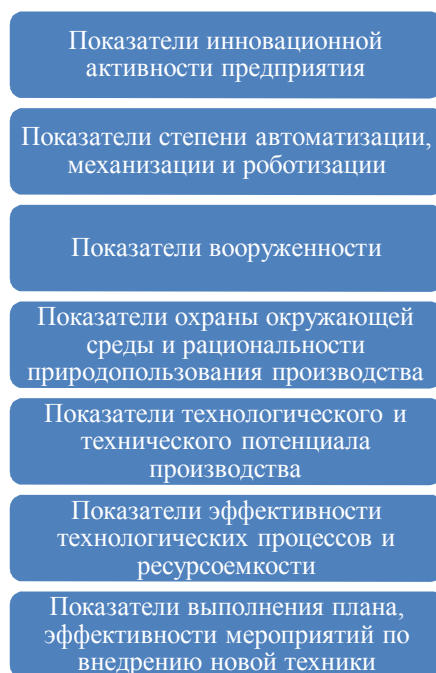 Показатели инновационной
активности предприятия
Показатели степени автоматизации,
механизации и роботизации
Показатели вооруженности
Показатели охраны окружающей
среды и рациональности
природопользования производства
Показатели технологического и
технического потенциала
производства
Показатели эффективности
технологических процессов и
ресурсоемкости
Показатели выполнения плана,
эффективности мероприятий по
внедрению новой техники